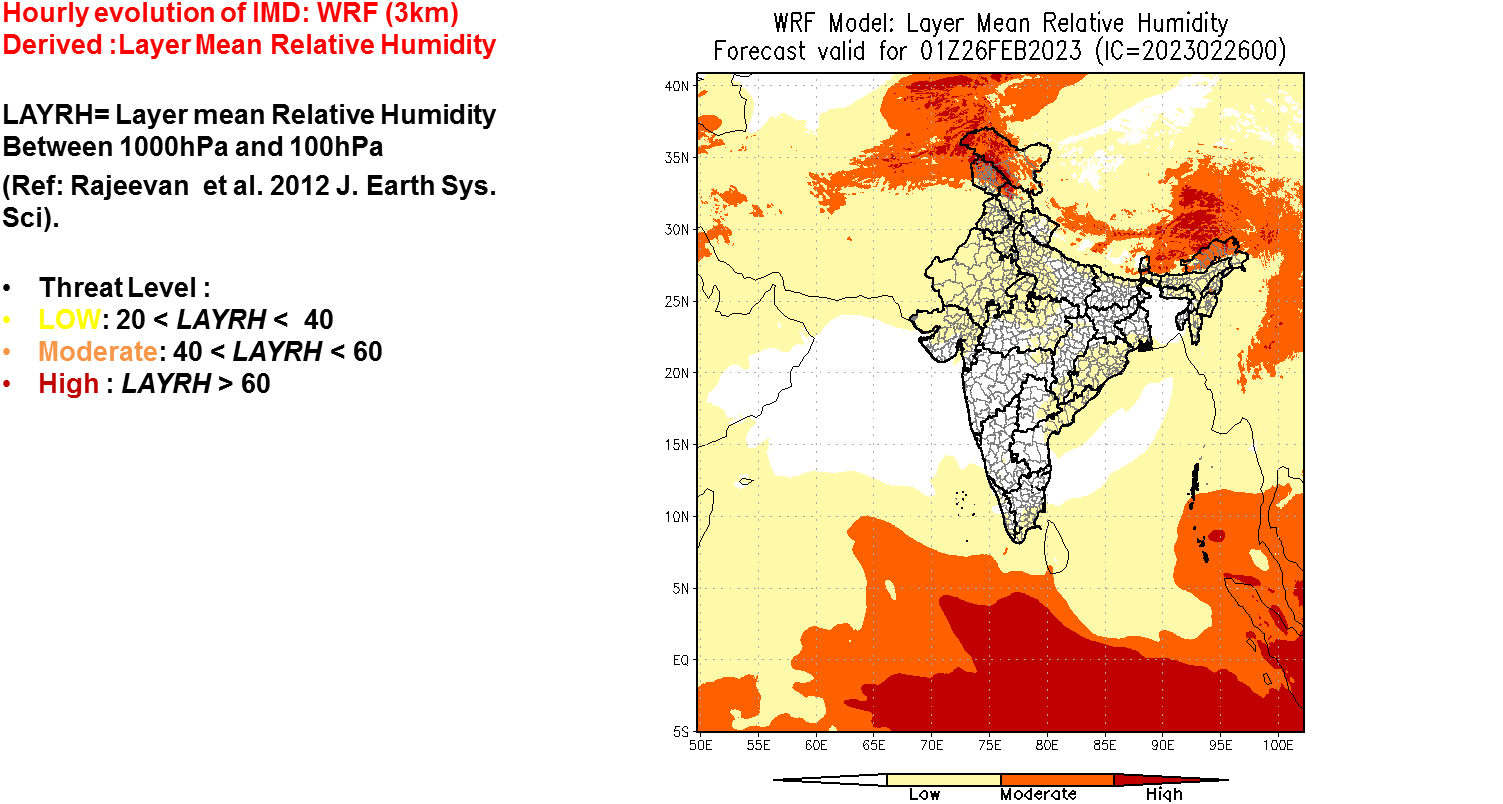 Hourly evolution of IMD: WRF (3km)
Derived :Layer Mean Relative Humidity
LAYRH= Layer mean Relative Humidity
Between 1000hPa and 100hPa
(Ref: Rajeevan et al. 2012 J. Earth Sys.
Sci).
• Threat Level :
• LOW: 20 < LAYRH < 40
• Moderate: 40 < LAYRH < 60
• High : LAYRH > 60
WRF Model: Layer Mean Relative Humidity
Forecast valid for 01Z26FEB2023 (IC=2023022600)
40N
35N
30N
25N
20N
15N
10N
5N
EQ
5S
50E 55E 60E 65E 70E 75E 80E 85E 90E 95E 100E
Low Moderate High